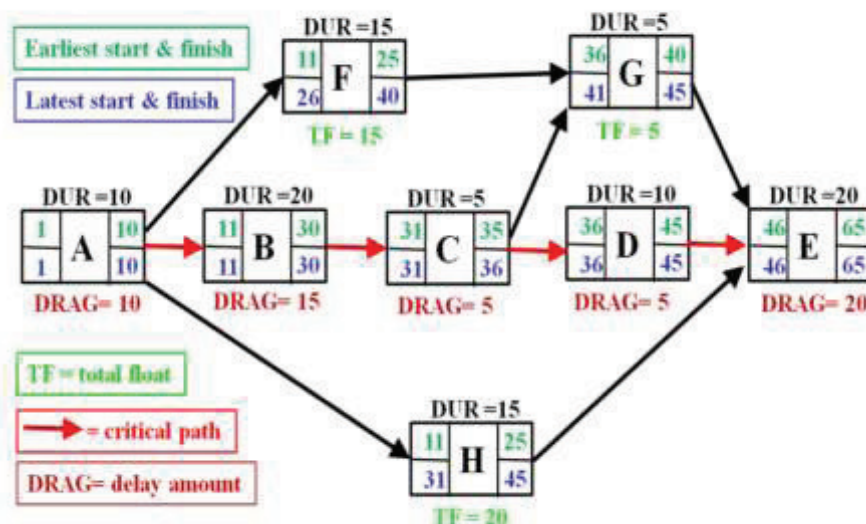 Earliest start & finish
Latest start & finish
DUR =15
11 F 25
26 40
TF = 15
DUR =5
36 G 40
41 45
TF = 5
DUR =10
1 A 10
1 10
DRAG= 10
DUR =20
11 B 30
11 30
DRAG= 15
DUR =5
31 C 35
31 36
DRAG= 5
DUR =10
36 D 45
36 45
DRAG= 5
DUR =20
46 E 65
46 65
DRAG= 20
TF = total float
= critical path
DRAG= delay amount
DUR =15
11 H 25
31 45
TF = 20